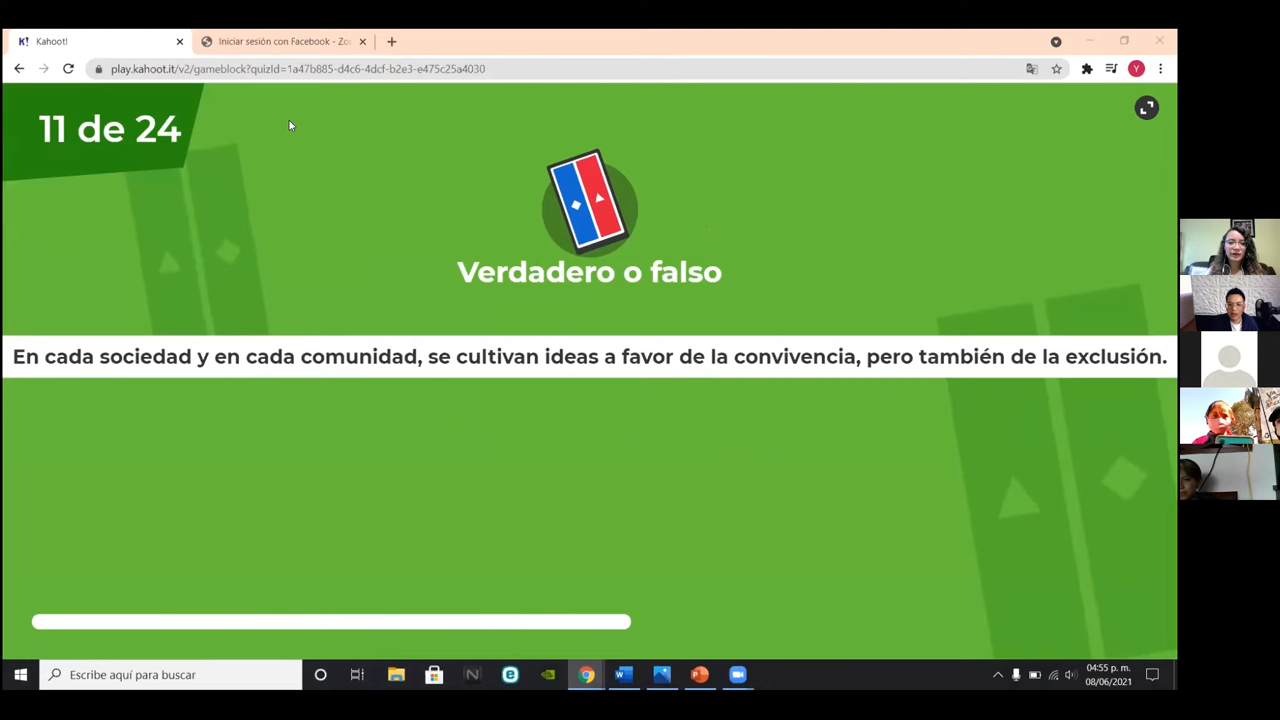 Kahoot!
Iniciar sesión con Facebook - Zo
play.kahoot.it/v2/gameblock?quizId=1a47b885-d4c6-4dcf-b2e3-e475c25a4030
Y
11 de 24
Verdadero o falso
En cada sociedad y en cada comunidad, se cultivan ideas a favor de la convivencia, pero también de la exclusión.
Escribe aquí para buscar
04:55 p. m.
08/06/2021